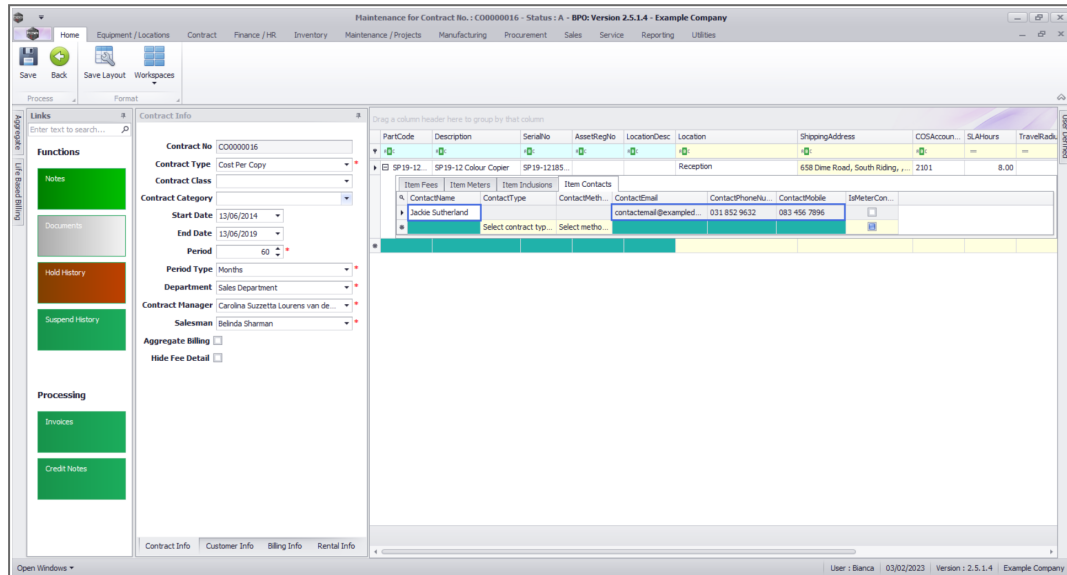 Maintenance for Contract No. : CO0000016 - Status : A - BPO: Version 2.5.1.4 - Example Company
Home Equipment / Locations Contract Finance / HR Inventory Maintenance / Projects Manufacturing Procurement Sales Service Reporting Utilities
Save Back Save Layout Workspaces
Process Format
Links
Enter text to search...
Functions
Notes
Documents
Hold History
Suspend History
Processing
Invoices
Credit Notes
Aggregate
Life Based Billing
Contract Info
Contract No CO0000016
Contract Type Cost Per Copy *
Contract Class
Contract Category
Start Date 13/06/2014
End Date 13/06/2019
Period 60 *
Period Type Months *
Department Sales Department *
Contract Manager Carolina Suzzetta Lourens van de... *
Salesman Belinda Sharman *
Aggregate Billing
Hide Fee Detail
Contract Info Customer Info Billing Info Rental Info
Drag a column header here to group by that column
PartCode Description SerialNo AssetRegNo LocationDesc Location ShippingAddress COSAccoun... SLAHours TravelRadiu
SP19-12... SP19-12 Colour Copier SP19-12185... Reception 658 Dime Road, South Riding, ,... 2101 8.00
Item Fees Item Meters Item Inclusions Item Contacts
ContactName ContactType ContactMeth... ContactEmail ContactPhoneNu... ContactMobile IsMeterCon...
Jackie Sutherland contactemail@exampled... 031 852 9632 083 456 7896
Select contract typ... Select metho...
User Defined
Open Windows User : Bianca 03/02/2023 Version : 2.5.1.4 Example Company